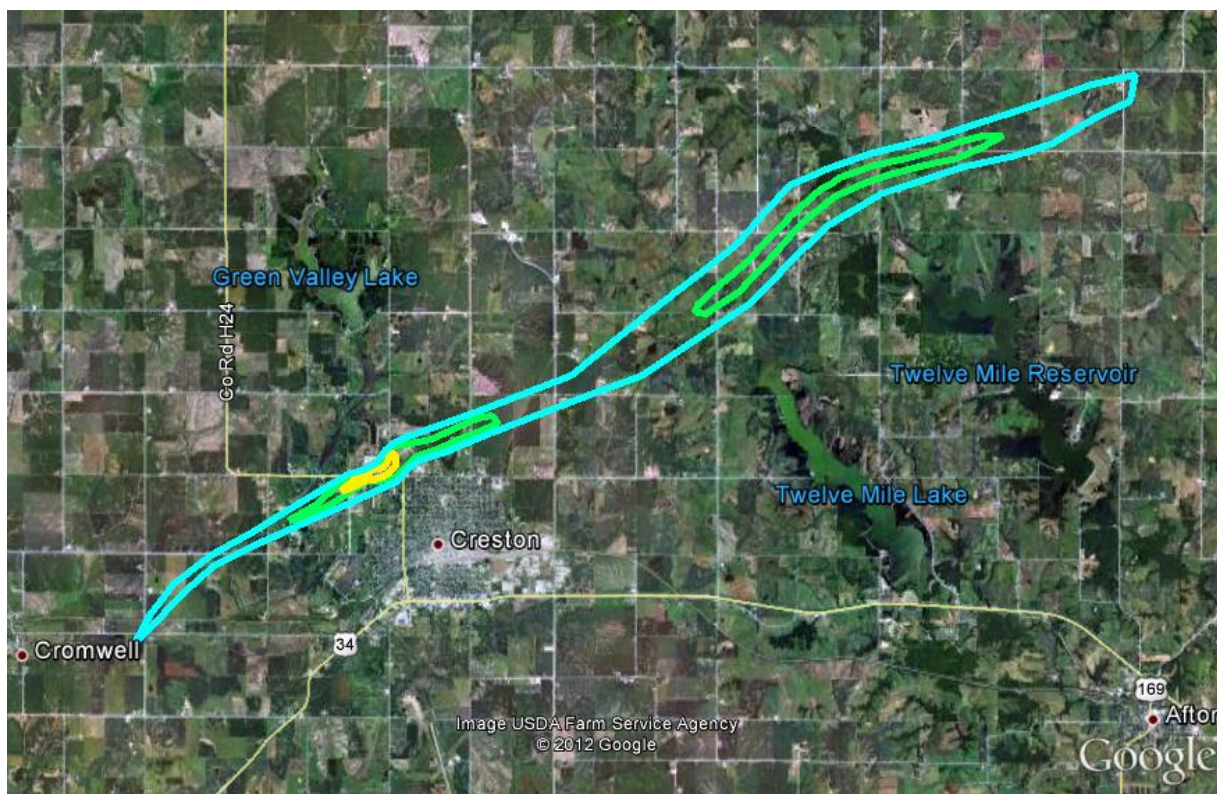 Green Valley Lake
Co Rd H24
Twelve Mile Reservoir
Twelve Mile Lake
Creston
Cromwell
34
169
Afton
Image USDA Farm Service Agency
© 2012 Google
Google